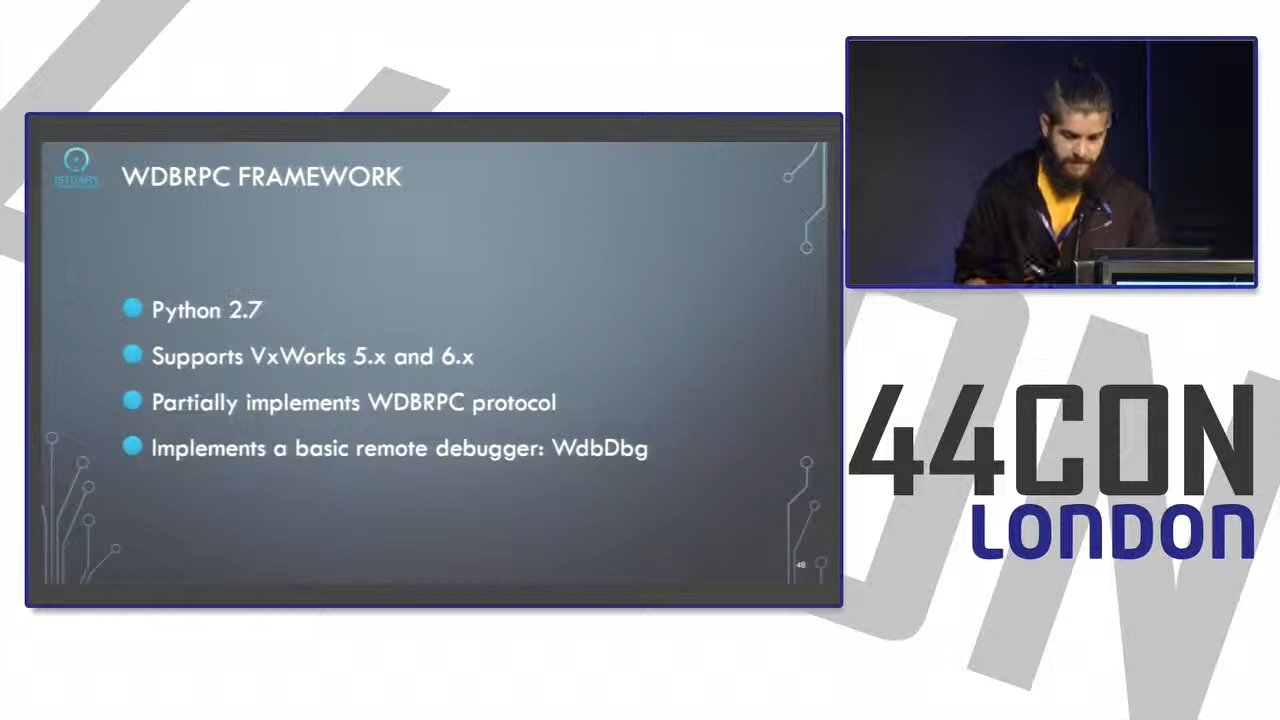 ISTUARY
WDBRPC FRAMEWORK
Python 2.7
Supports VxWorks 5.x and 6.x
Partially implements WDBRPC protocol
Implements a basic remote debugger: WdbDbg
48
44CON
LONDON